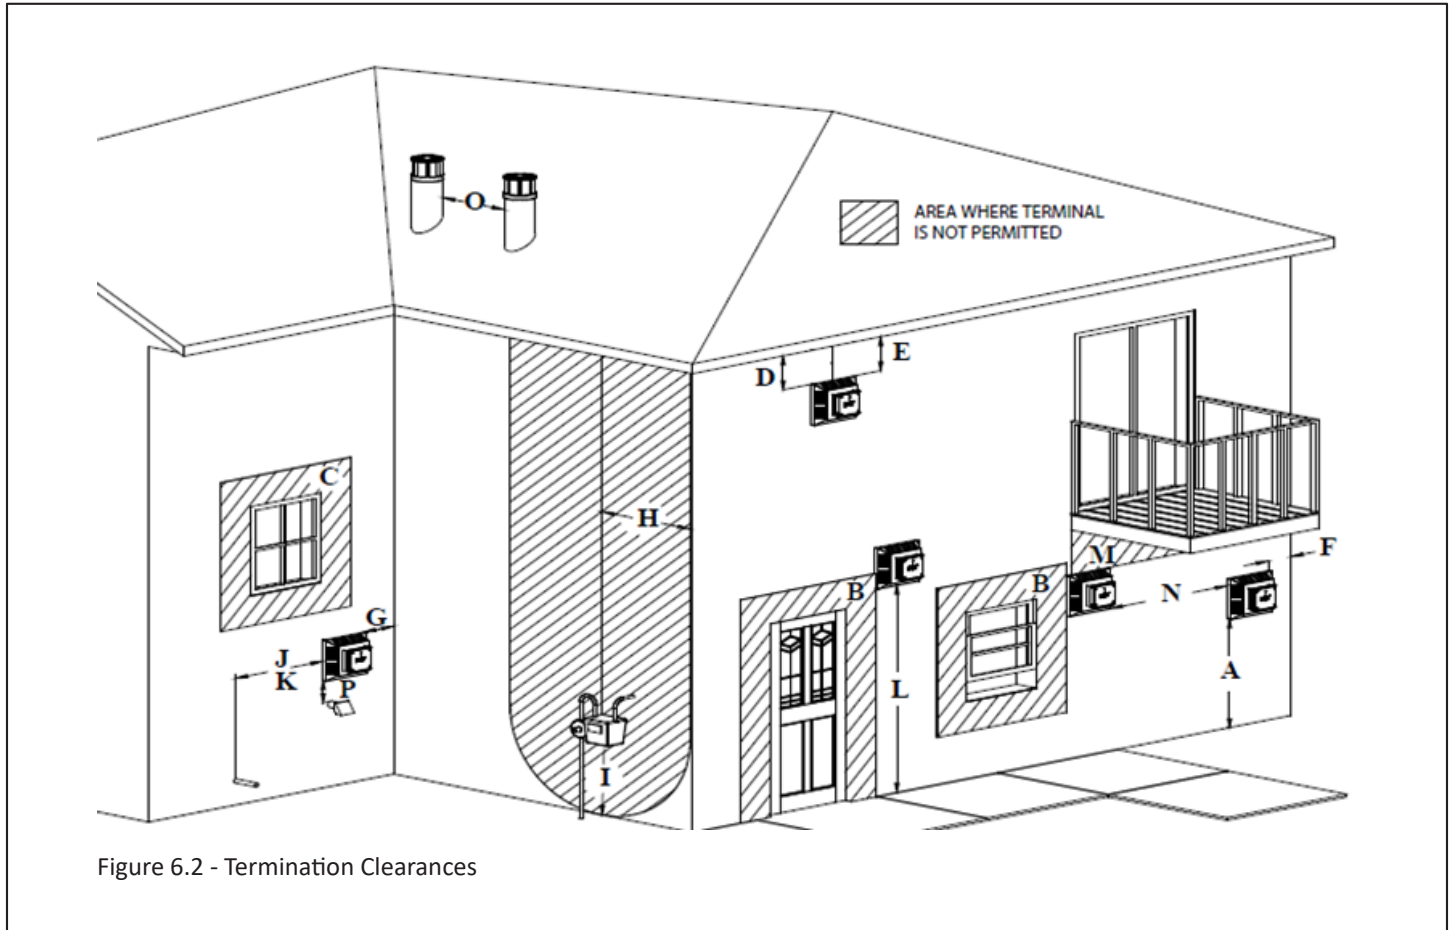 O
AREA WHERE TERMINAL
IS NOT PERMITTED
D
E
C
H
F
M
B
B
N
G
J
K
P
L
A
I
Figure 6.2 - Termination Clearances